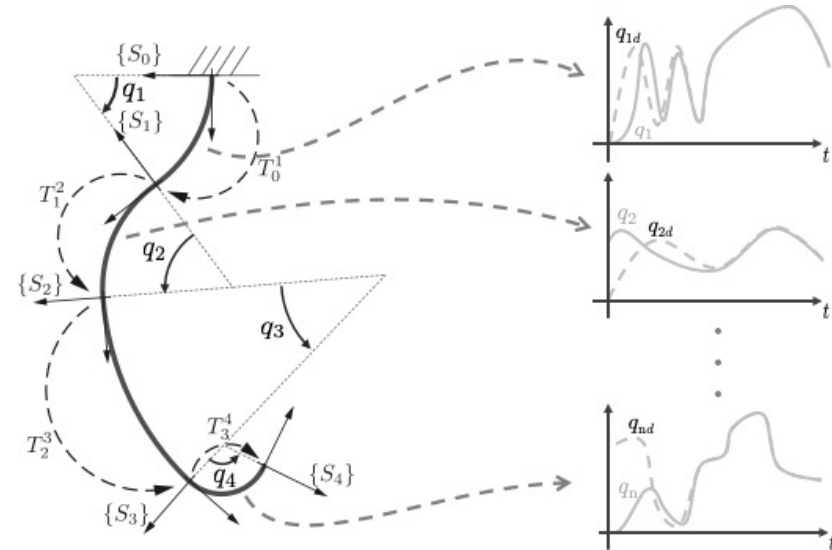 {S_0}
q_1
{S_1}
T_0^1
T_1^2
q_2
{S_2}
q_3
T_2^3
T_3^4
q_4
{S_4}
{S_3}
q_{1d}
q_1
t
q_2
q_{2d}
t
q_{nd}
q_n
t